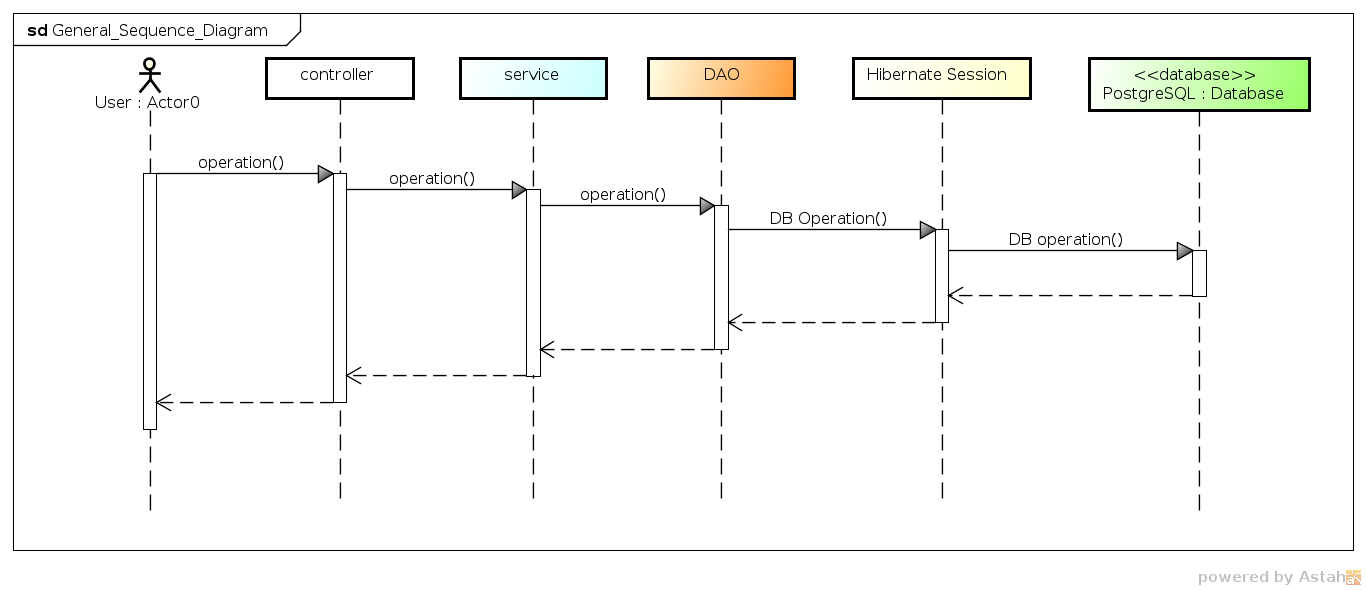 sd General_Sequence_Diagram
User : Actor0
controller
service
DAO
Hibernate Session
<<database>>
PostgreSQL : Database
operation()
operation()
operation()
DB Operation()
DB operation()
powered by Astah